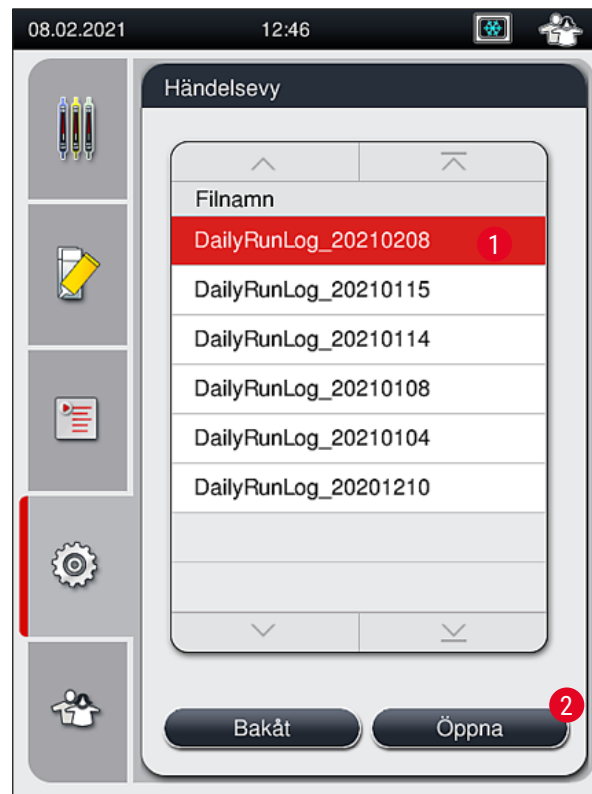 08.02.2021 12:46
Händelsevy
Filnamn
DailyRunLog_20210208 1
DailyRunLog_20210115
DailyRunLog_20210114
DailyRunLog_20210108
DailyRunLog_20210104
DailyRunLog_20201210
Bakåt Öppna 2